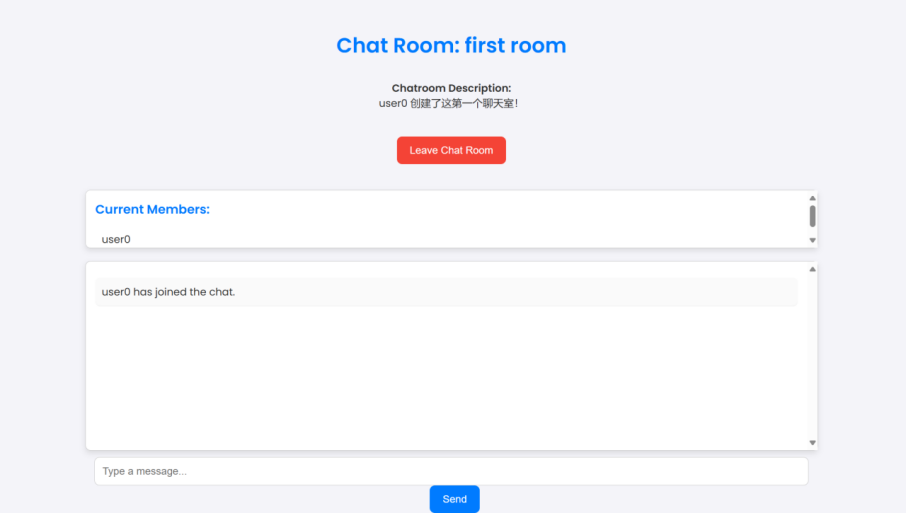 Chat Room: first room
Chatroom Description:
user0 创建了这第一个聊天室!
Leave Chat Room
Current Members:
user0
user0 has joined the chat.
Type a message...
Send